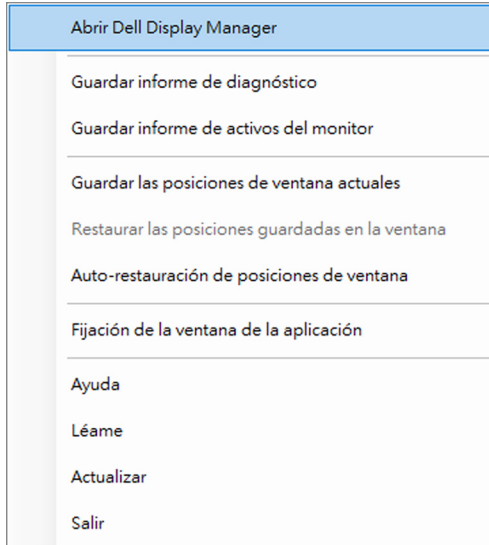 Abrir Dell Display Manager
Guardar informe de diagnóstico
Guardar informe de activos del monitor
Guardar las posiciones de ventana actuales
Restaurar las posiciones guardadas en la ventana
Auto-restauración de posiciones de ventana
Fijación de la ventana de la aplicación
Ayuda
Léame
Actualizar
Salir